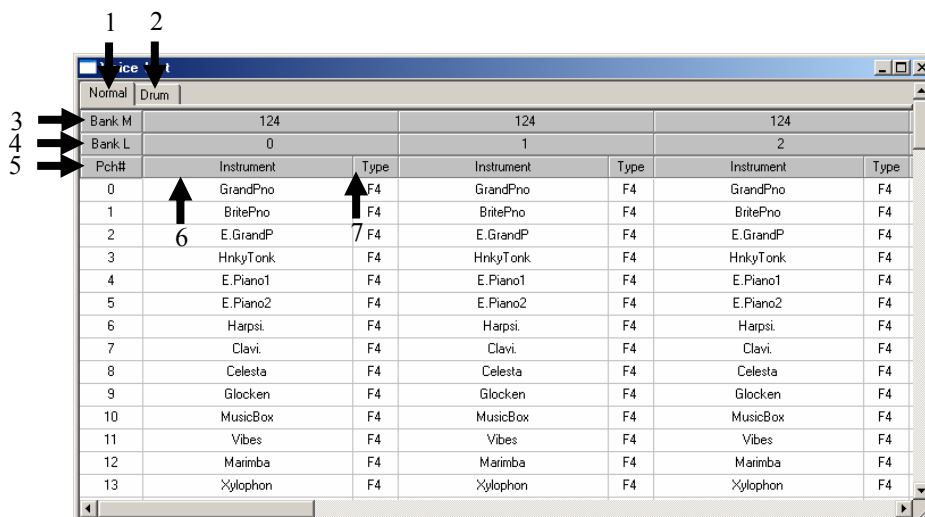 1 2
Voice List
Normal Drum
3 Bank M 124 124 124
4 Bank L 0 1 2
5 Pch# Instrument Type Instrument Type Instrument Type
0 GrandPno F4 GrandPno F4 GrandPno F4
1 BritePno F4 BritePno F4 BritePno F4
6 7
2 E.GrandP F4 E.GrandP F4 E.GrandP F4
3 HnkyTonk F4 HnkyTonk F4 HnkyTonk F4
4 E.Piano1 F4 E.Piano1 F4 E.Piano1 F4
5 E.Piano2 F4 E.Piano2 F4 E.Piano2 F4
6 Harpsi. F4 Harpsi. F4 Harpsi. F4
7 Clavi. F4 Clavi. F4 Clavi. F4
8 Celesta F4 Celesta F4 Celesta F4
9 Glocken F4 Glocken F4 Glocken F4
10 MusicBox F4 MusicBox F4 MusicBox F4
11 Vibes F4 Vibes F4 Vibes F4
12 Marimba F4 Marimba F4 Marimba F4
13 Xylophon F4 Xylophon F4 Xylophon F4